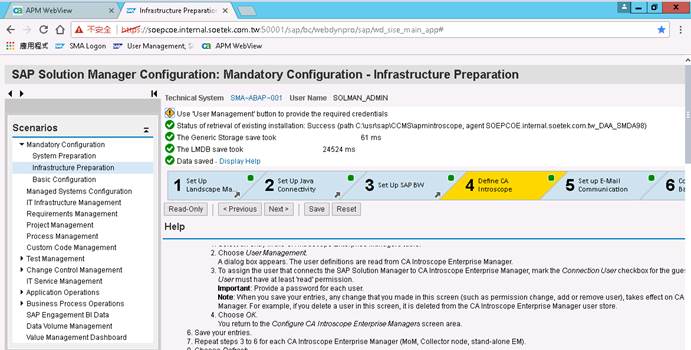 APM WebView
Infrastructure Preparation
不安全 https://soepcoe.internal.soetek.com.tw:50001/sap/bc/webdynpro/sap/wd_sise_main_app#
應用程式 SMA Logon User Management, S APM WebView
SAP Solution Manager Configuration: Mandatory Configuration - Infrastructure Preparation
Technical System SMA-ABAP-001 User Name SOLMAN_ADMIN
Use 'User Management' button to provide the required credentials
Status of retrieval of existing installation: Success (path C:\usr\sap\CCMS\apmintroscope, agent SOEPCOE.internal.soetek.com.tw_DAA_SMDA98)
The Generic Storage save took 61 ms
The LMDB save took 24524 ms
Data saved - Display Help
Scenarios
Mandatory Configuration
System Preparation
Infrastructure Preparation
Basic Configuration
Managed Systems Configuration
IT Infrastructure Management
Requirements Management
Project Management
Process Management
Custom Code Management
Test Management
Change Control Management
IT Service Management
Application Operations
Business Process Operations
SAP Engagement BI Data
Data Volume Management
Value Management Dashboard
1 Set Up Landscape Ma..
2 Set Up Java Connectivity
3 Set Up SAP BW
4 Define CA Introscope
5 Set Up E-Mail Communication
6
Read-Only < Previous Next > Save Reset
Help
2. Choose User Management.
A dialog box appears. The user definitions are read from CA Introscope Enterprise Manager.
3. To assign the user that connects the SAP Solution Manager to CA Introscope Enterprise Manager, mark the Connection User checkbox for the gues
User must have at least 'read' permission.
Important: Provide a password for each user.
Note: When you save your entries, any change that you made in this screen (such as permission change, add or remove user), takes effect on CA
Manager. For example, if you delete a user in this screen, it is deleted from the CA Introscope Enterprise Manager user store.
4. Choose OK.
You return to the Configure CA Introscope Enterprise Managers screen area.
6. Save your entries.
7. Repeat steps 3 to 6 for each CA Introscope Enterprise Manager (MoM, Collector node, stand-alone EM).